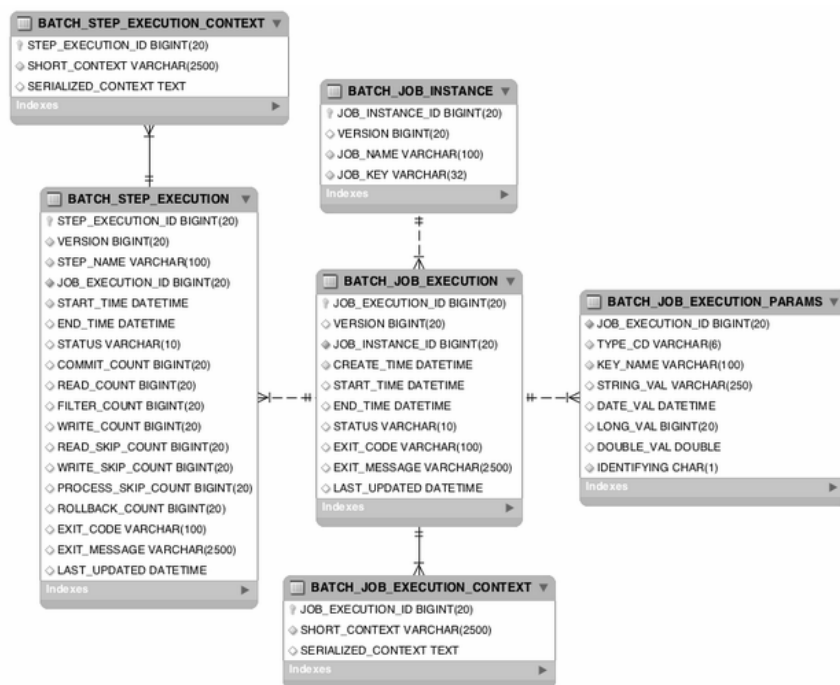 BATCH_STEP_EXECUTION_CONTEXT
STEP_EXECUTION_ID BIGINT(20)
SHORT_CONTEXT VARCHAR(2500)
SERIALIZED_CONTEXT TEXT
Indexes
BATCH_JOB_INSTANCE
JOB_INSTANCE_ID BIGINT(20)
VERSION BIGINT(20)
JOB_NAME VARCHAR(100)
JOB_KEY VARCHAR(32)
Indexes
BATCH_STEP_EXECUTION
STEP_EXECUTION_ID BIGINT(20)
VERSION BIGINT(20)
STEP_NAME VARCHAR(100)
JOB_EXECUTION_ID BIGINT(20)
START_TIME DATETIME
END_TIME DATETIME
STATUS VARCHAR(10)
COMMIT_COUNT BIGINT(20)
READ_COUNT BIGINT(20)
FILTER_COUNT BIGINT(20)
WRITE_COUNT BIGINT(20)
READ_SKIP_COUNT BIGINT(20)
WRITE_SKIP_COUNT BIGINT(20)
PROCESS_SKIP_COUNT BIGINT(20)
ROLLBACK_COUNT BIGINT(20)
EXIT_CODE VARCHAR(100)
EXIT_MESSAGE VARCHAR(2500)
LAST_UPDATED DATETIME
Indexes
BATCH_JOB_EXECUTION
JOB_EXECUTION_ID BIGINT(20)
VERSION BIGINT(20)
JOB_INSTANCE_ID BIGINT(20)
CREATE_TIME DATETIME
START_TIME DATETIME
END_TIME DATETIME
STATUS VARCHAR(10)
EXIT_CODE VARCHAR(100)
EXIT_MESSAGE VARCHAR(2500)
LAST_UPDATED DATETIME
Indexes
BATCH_JOB_EXECUTION_PARAMS
JOB_EXECUTION_ID BIGINT(20)
TYPE_CD VARCHAR(6)
KEY_NAME VARCHAR(100)
STRING_VAL VARCHAR(250)
DATE_VAL DATETIME
LONG_VAL BIGINT(20)
DOUBLE_VAL DOUBLE
IDENTIFYING CHAR(1)
Indexes
BATCH_JOB_EXECUTION_CONTEXT
JOB_EXECUTION_ID BIGINT(20)
SHORT_CONTEXT VARCHAR(2500)
SERIALIZED_CONTEXT TEXT
Indexes